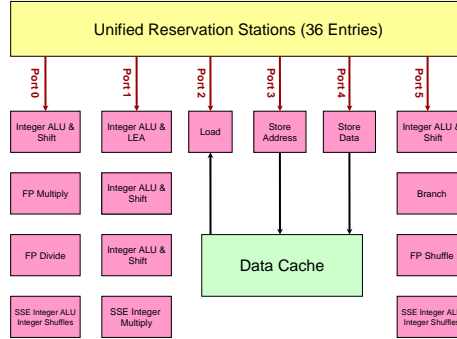 Unified Reservation Stations (36 Entries)
Port 0
Port 1
Port 2
Port 3
Port 4
Port 5
Integer ALU &
Shift
Integer ALU &
LEA
Load
Store
Address
Store
Data
Integer ALU &
Shift
FP Multiply
Integer ALU &
Shift
Branch
FP Divide
Integer ALU &
Shift
Data Cache
FP Shuffle
SSE Integer ALU
Integer Shuffles
SSE Integer
Multiply
SSE Integer ALU
Integer Shuffles